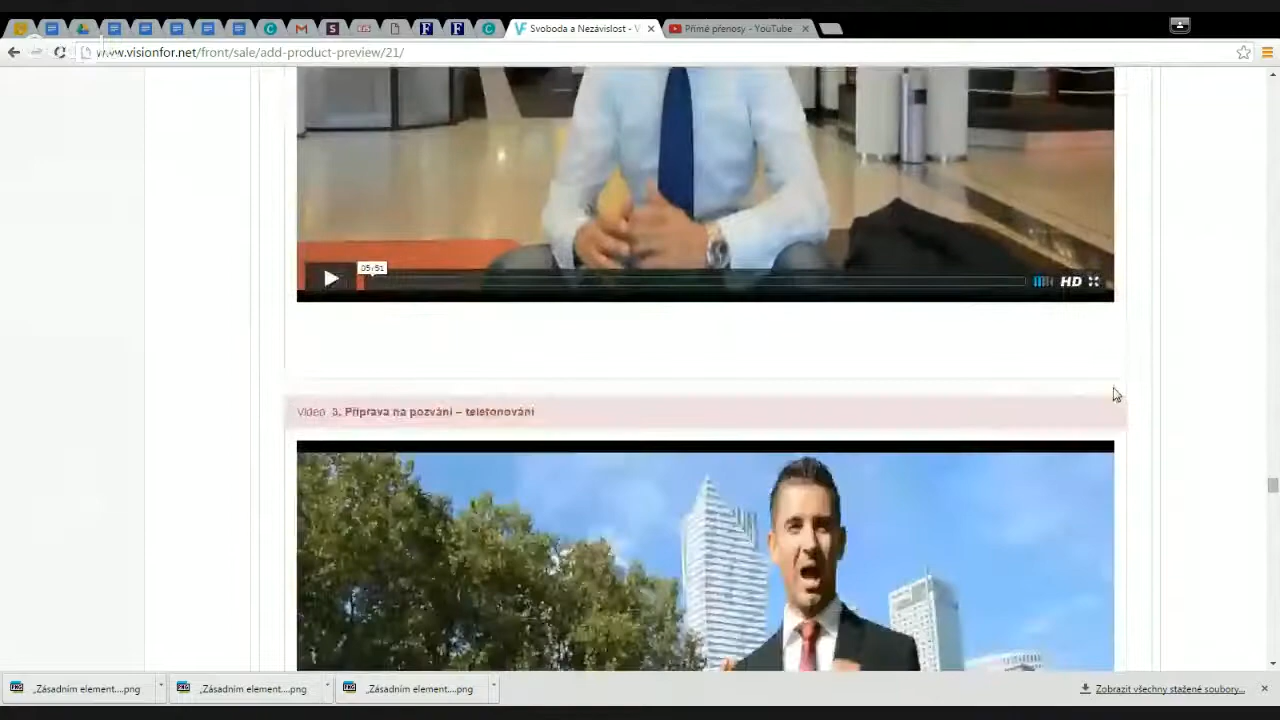 Svoboda a Nezávislost - V
Přímé přenosy - YouTube
www.visionfor.net/front/sale/add-product-preview/21/
05:51
HD
Video 3. Příprava na pozvání – telefonování
„Zásadním element....png
„Zásadním element....png
„Zásadním element....png
Zobrazit všechny stažené soubory...